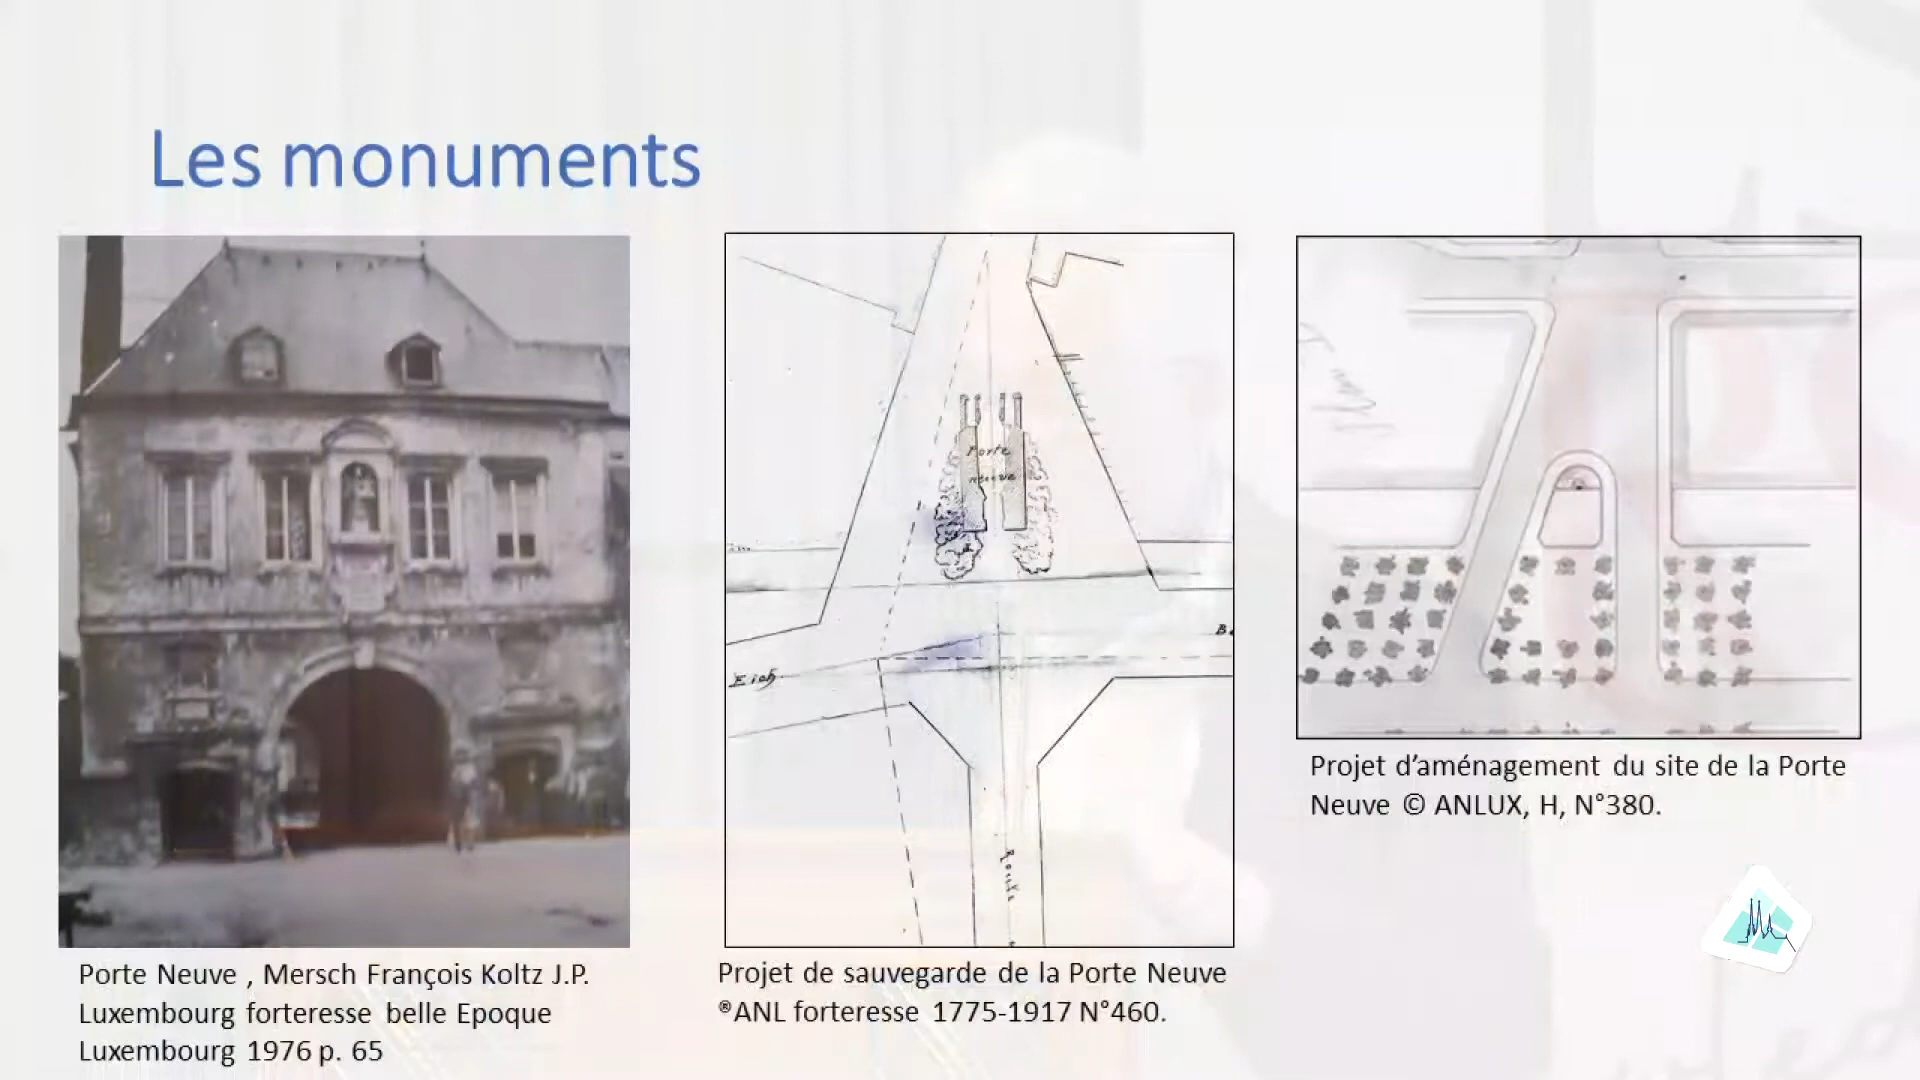 Les monuments
Porte
neuve
Eich
Route
Porte Neuve , Mersch François Koltz J.P.
Luxembourg forteresse belle Epoque
Luxembourg 1976 p. 65
Projet de sauvegarde de la Porte Neuve
®ANL forteresse 1775-1917 N°460.
Projet d’aménagement du site de la Porte
Neuve © ANLUX, H, N°380.